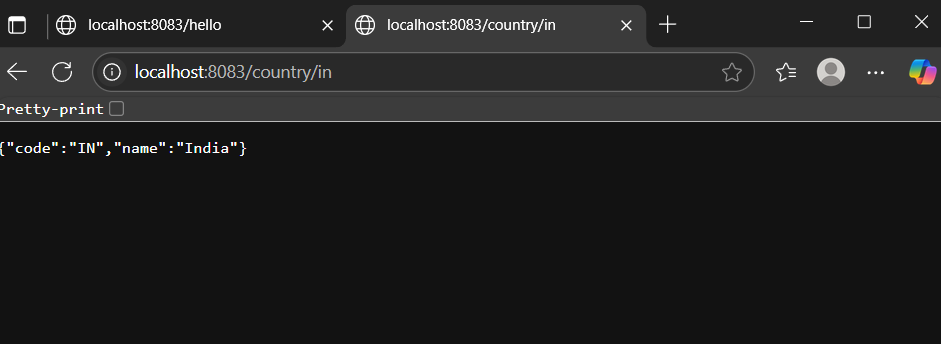 localhost:8083/hello
localhost:8083/country/in
localhost:8083/country/in
Pretty-print
{"code":"IN","name":"India"}